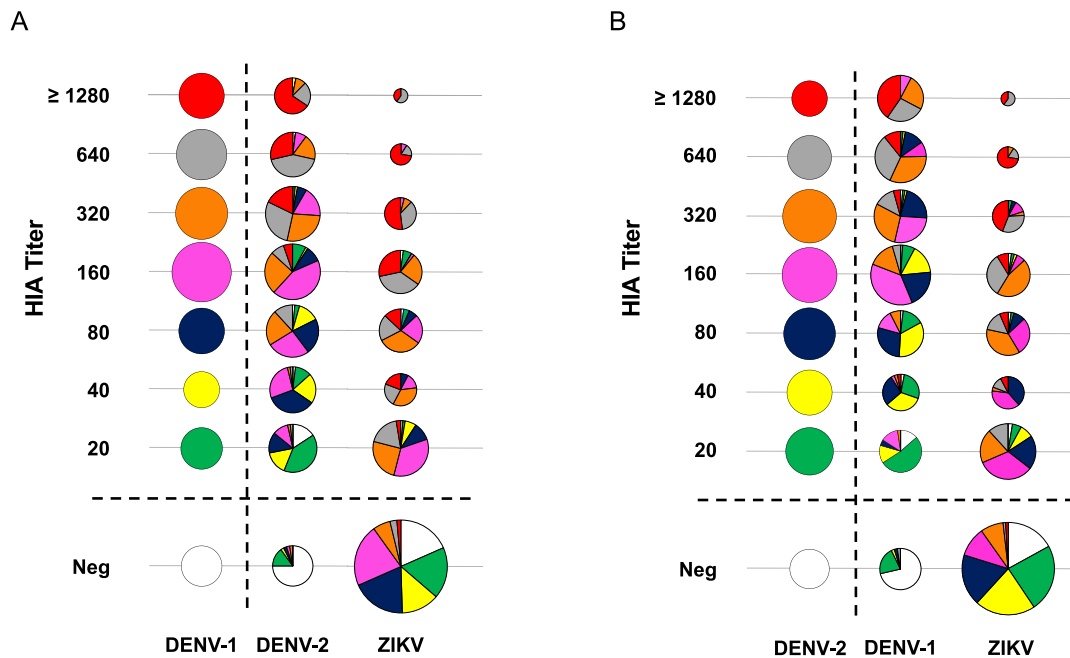 A
HIA Titer
≥ 1280
640
320
160
80
40
20
Neg
DENV-1 DENV-2 ZIKV
B
HIA Titer
≥ 1280
640
320
160
80
40
20
Neg
DENV-2 DENV-1 ZIKV